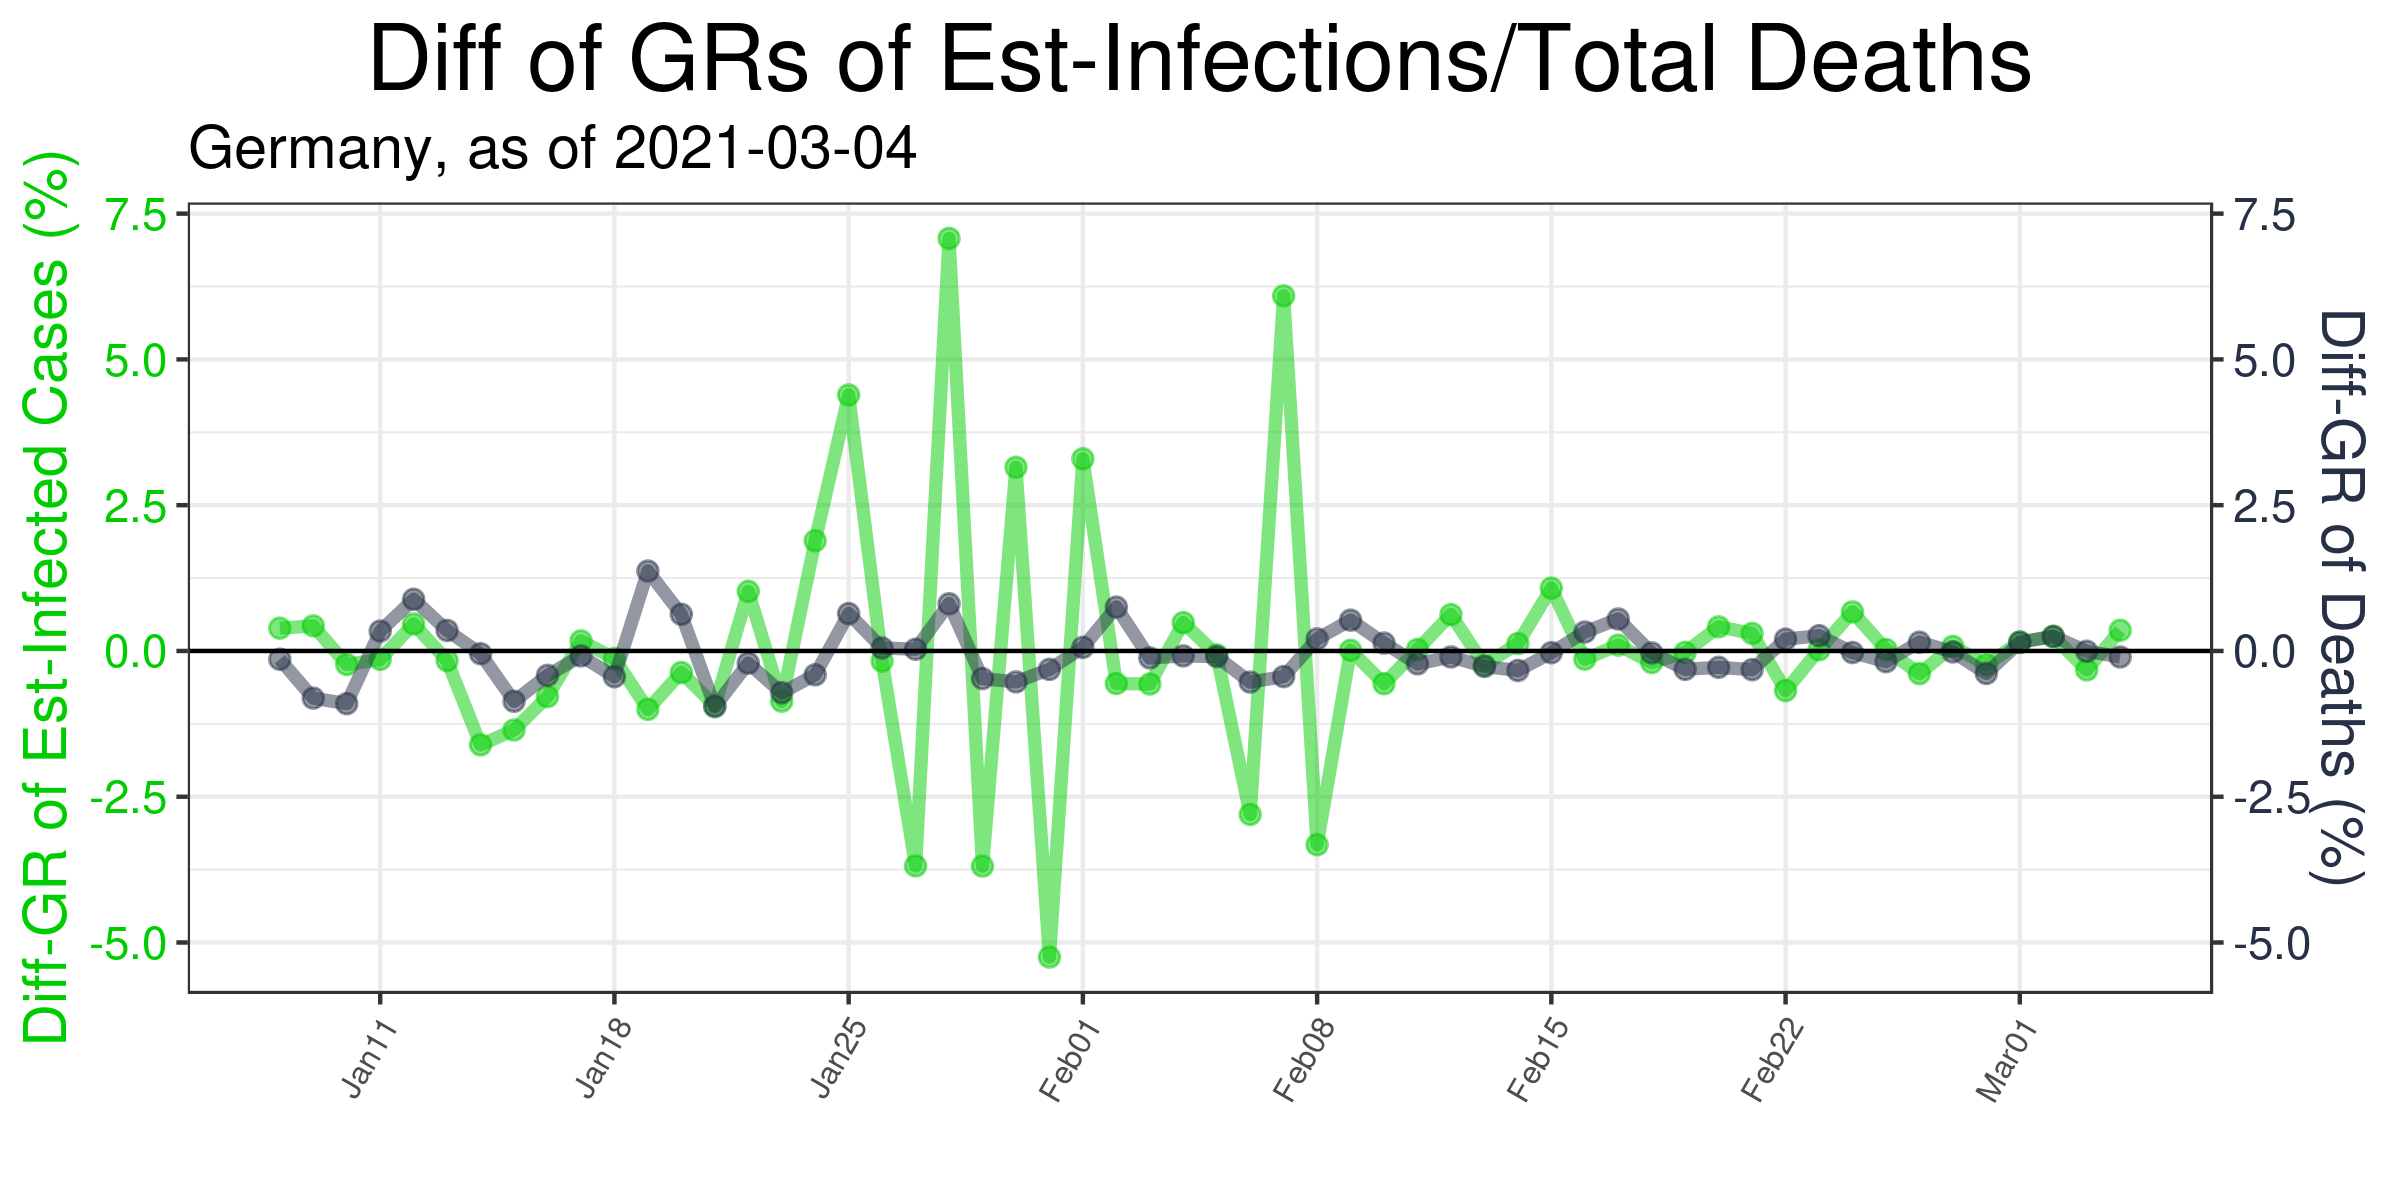 Diff of GRs of Est-Infections/Total Deaths
Germany, as of 2021-03-04
Diff-GR of Est-Infected Cases (%)
7.5
5.0
2.5
0.0
-2.5
-5.0
7.5
5.0
2.5
0.0
-2.5
-5.0
Diff-GR of Deaths (%)
Jan11
Jan18
Jan25
Feb01
Feb08
Feb15
Feb22
Mar01